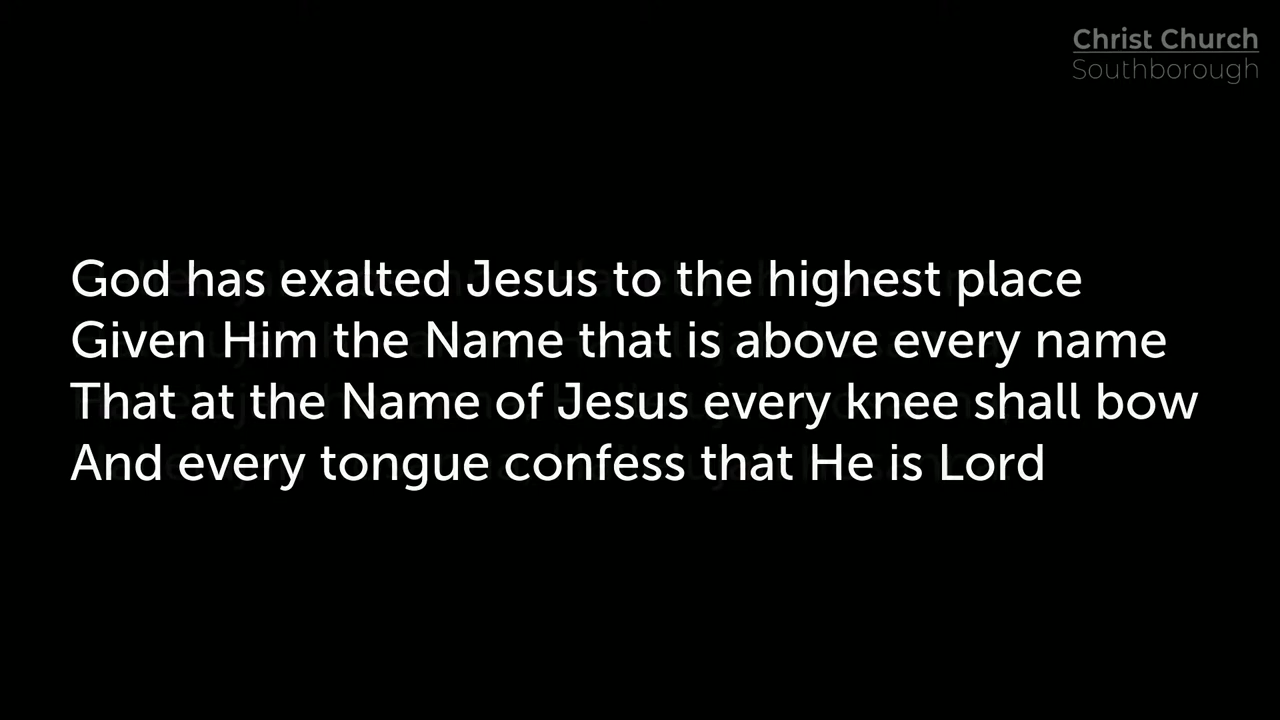 Christ Church
Southborough
God has exalted Jesus to the highest place
Given Him the Name that is above every name
That at the Name of Jesus every knee shall bow
And every tongue confess that He is Lord